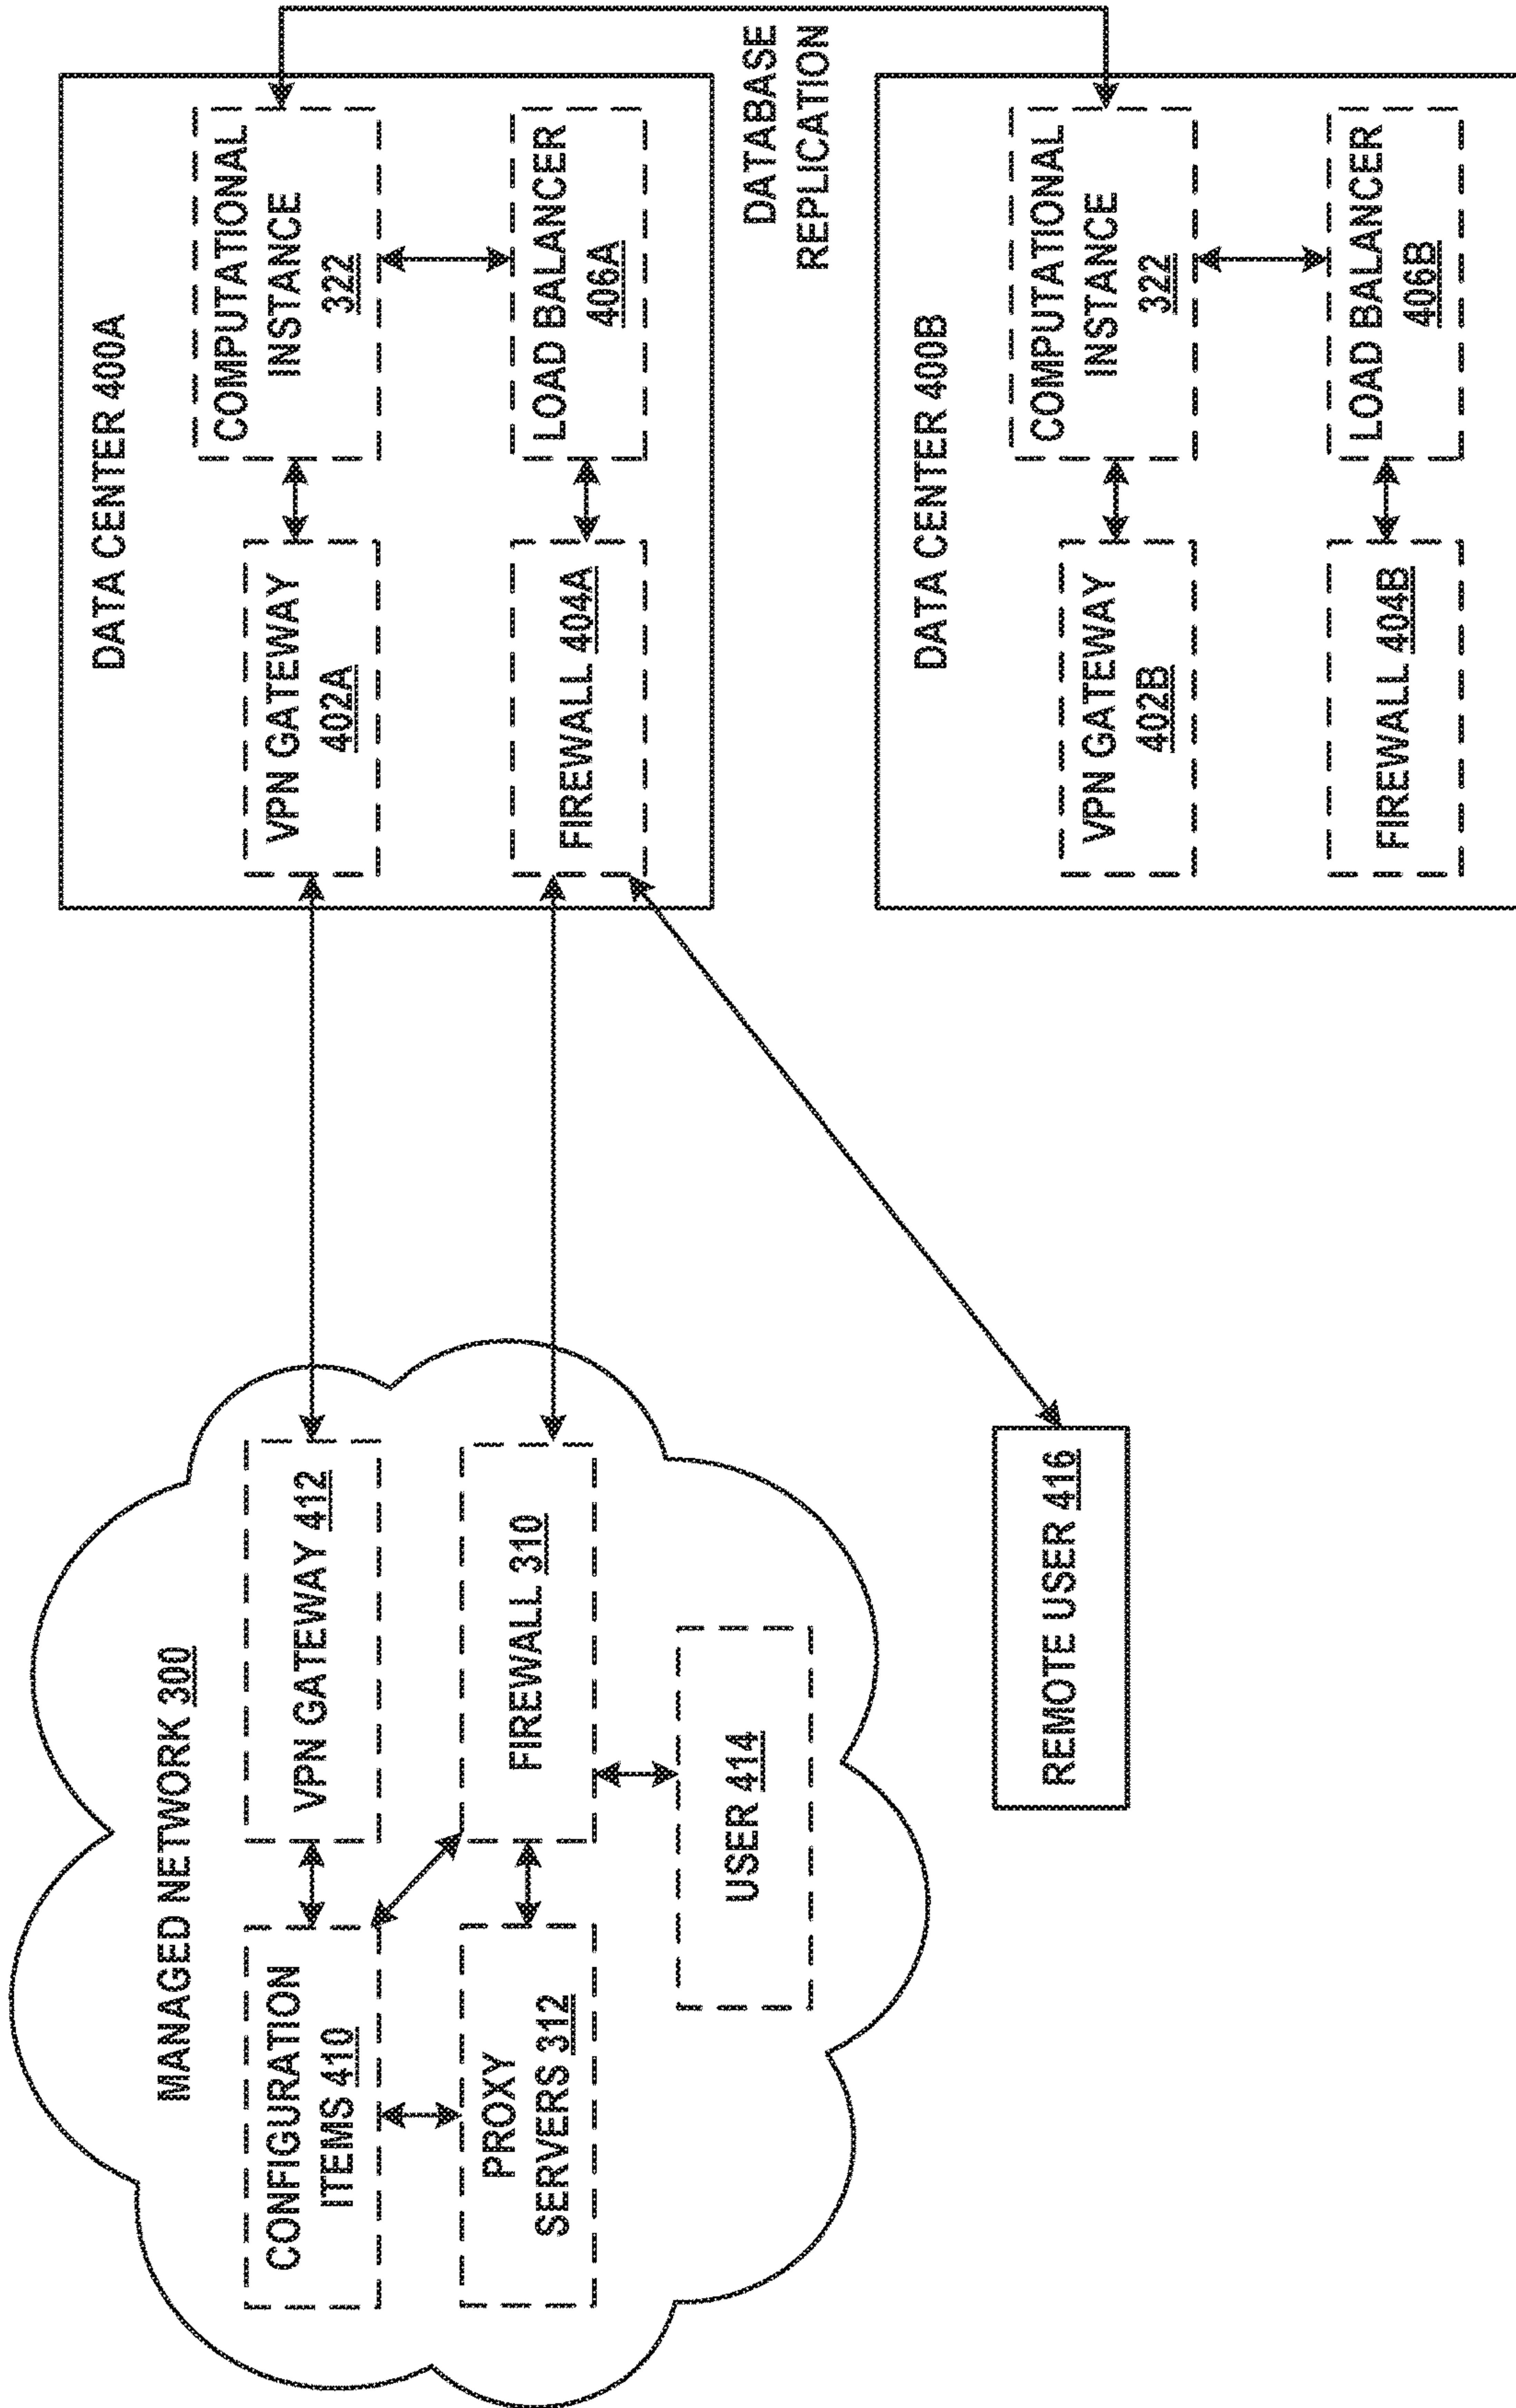 MANAGED NETWORK 300
CONFIGURATION
ITEMS 410
VPN GATEWAY 412
PROXY
SERVERS 312
FIREWALL 310
USER 414
REMOTE USER 416
DATA CENTER 400A
VPN GATEWAY
402A
COMPUTATIONAL
INSTANCE
322
FIREWALL 404A
LOAD BALANCER
406A
DATABASE
REPLICATION
DATA CENTER 400B
VPN GATEWAY
402B
COMPUTATIONAL
INSTANCE
322
FIREWALL 404B
LOAD BALANCER
406B